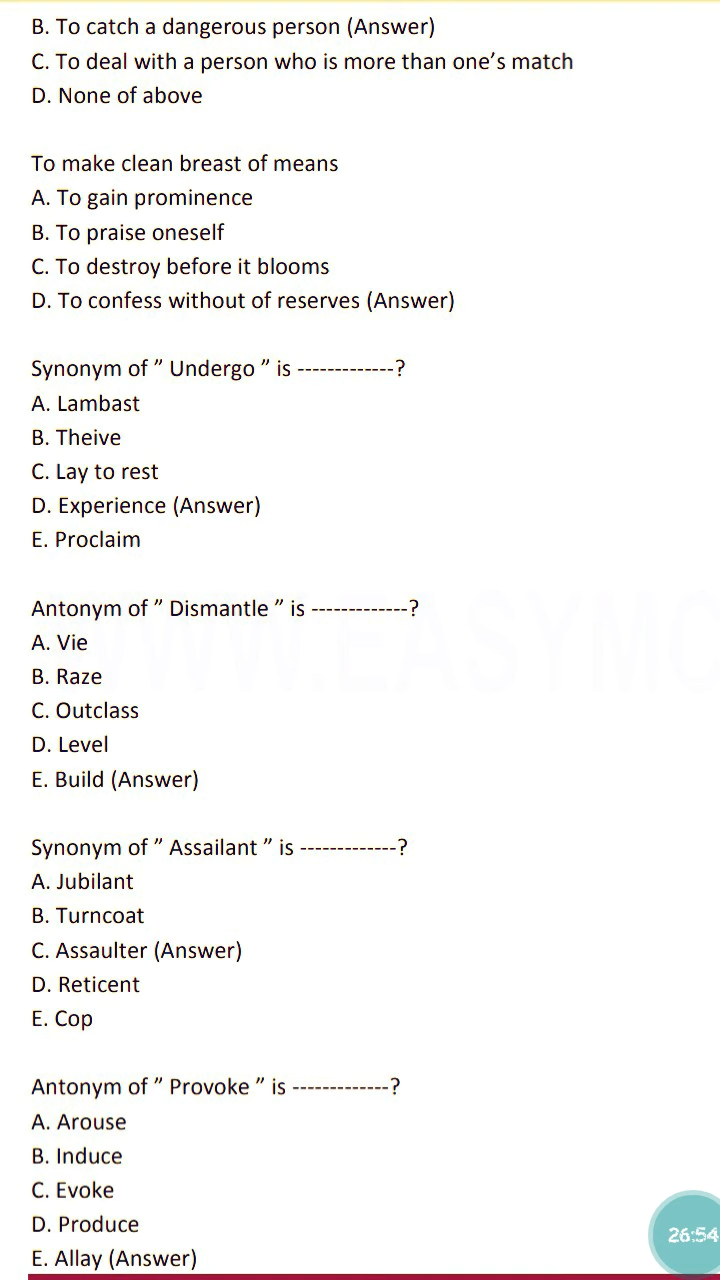 B. To catch a dangerous person (Answer)
C. To deal with a person who is more than one’s match
D. None of above
To make clean breast of means
A. To gain prominence
B. To praise oneself
C. To destroy before it blooms
D. To confess without of reserves (Answer)
Synonym of ” Undergo ” is -------------?
A. Lambast
B. Theive
C. Lay to rest
D. Experience (Answer)
E. Proclaim
Antonym of ” Dismantle ” is -------------?
WWW.EASYMC
A. Vie
B. Raze
C. Outclass
D. Level
E. Build (Answer)
Synonym of ” Assailant ” is -------------?
A. Jubilant
B. Turncoat
C. Assaulter (Answer)
D. Reticent
E. Cop
Antonym of ” Provoke ” is -------------?
A. Arouse
B. Induce
C. Evoke
D. Produce
E. Allay (Answer)
26:54